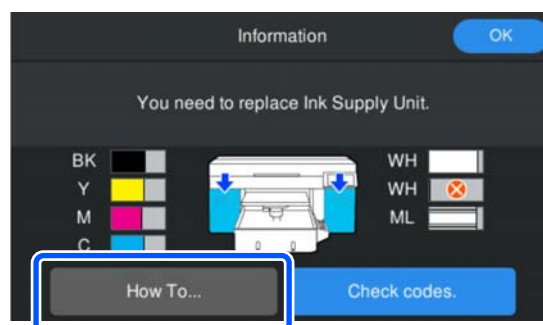 Information
OK
You need to replace Ink Supply Unit.
BK
WH
Y
WH
M
ML
C
How To...
Check codes.